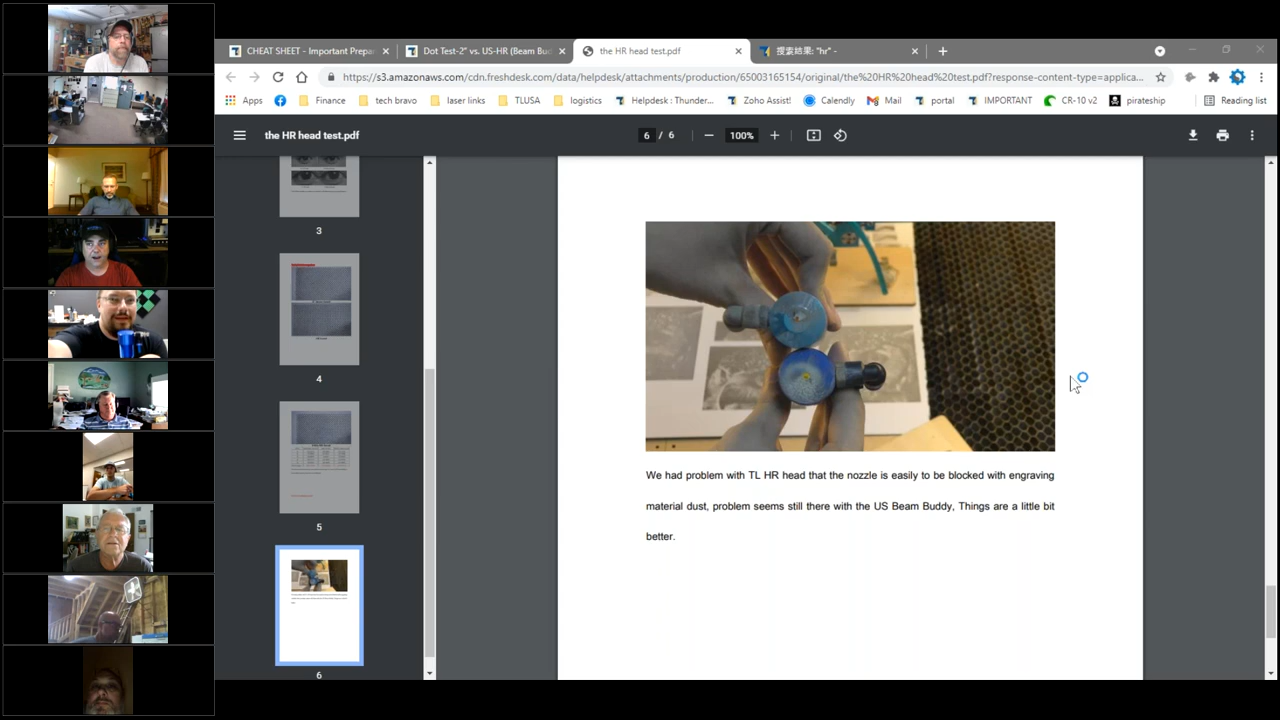 CHEAT SHEET - Important Prepar
Dot Test-2" vs. US-HR (Beam Bud
the HR head test.pdf
搜索結果: "hr" -
https://s3.amazonaws.com/cdn.freshdesk.com/data/helpdesk/attachments/production/65003165154/original/the%20HR%20head%20test.pdf?response-content-type=applica...
Apps
Finance
tech bravo
laser links
TLUSA
logistics
Helpdesk : Thunder...
Zoho Assist!
Calendly
Mail
portal
IMPORTANT
CR-10 v2
pirateship
Reading list
the HR head test.pdf
6 / 6
100%
3
4
5
6
We had problem with TL HR head that the nozzle is easily to be blocked with engraving
material dust, problem seems still there with the US Beam Buddy, Things are a little bit
better.